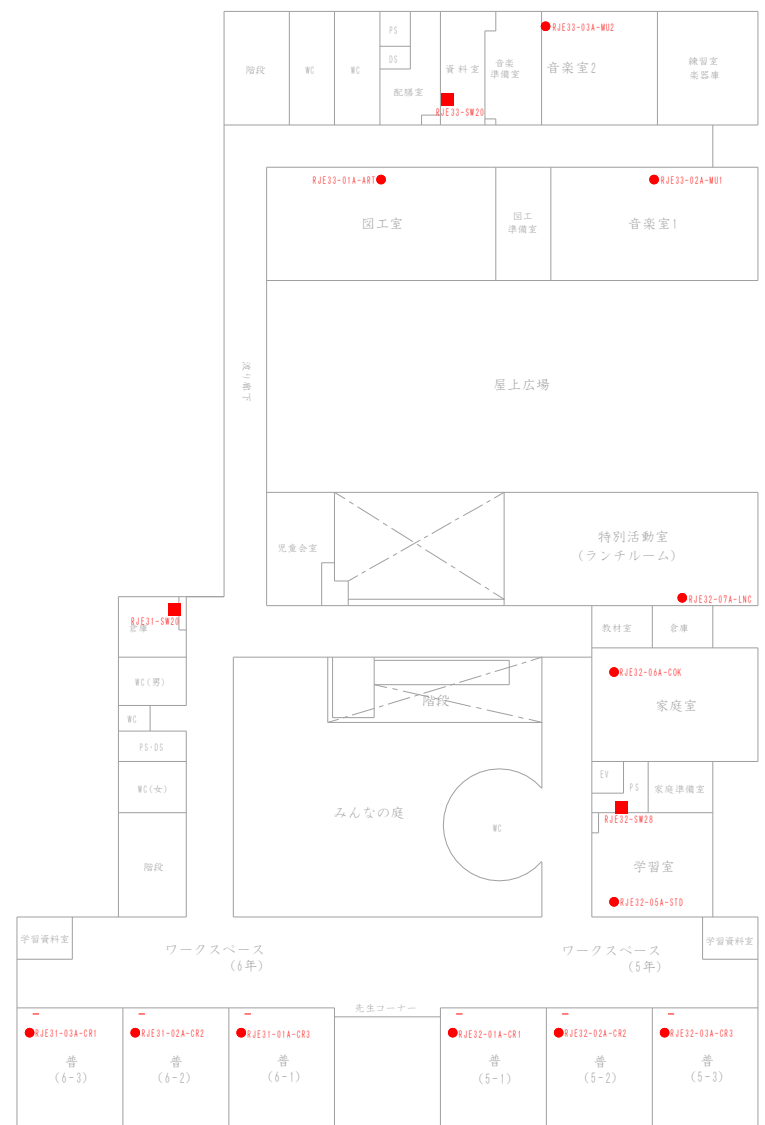 RJE33-03A-MU2
PS
DS
階段
WC
WC
配膳室
資料室
音楽
準備室
音楽室2
練習室
楽器庫
RJE33-SW20
RJE33-01A-ART
RJE33-02A-MU1
図工室
図工
準備室
音楽室1
渡り廊下
屋上広場
児童会室
特別活動室
(ランチルーム)
RJE32-07A-LNC
RJE31-SW20
倉庫
教材室
倉庫
WC(男)
RJE32-06A-COK
家庭室
階段
WC
PS・DS
WC(女)
EV
PS
家庭準備室
みんなの庭
WC
RJE32-SW28
階段
学習室
RJE32-05A-STD
学習資料室
ワークスペース
(6年)
ワークスペース
(5年)
学習資料室
先生コーナー
RJE31-03A-CR1
RJE31-02A-CR2
RJE31-01A-CR3
RJE32-01A-CR1
RJE32-02A-CR2
RJE32-03A-CR3
普
(6-3)
普
(6-2)
普
(6-1)
普
(5-1)
普
(5-2)
普
(5-3)